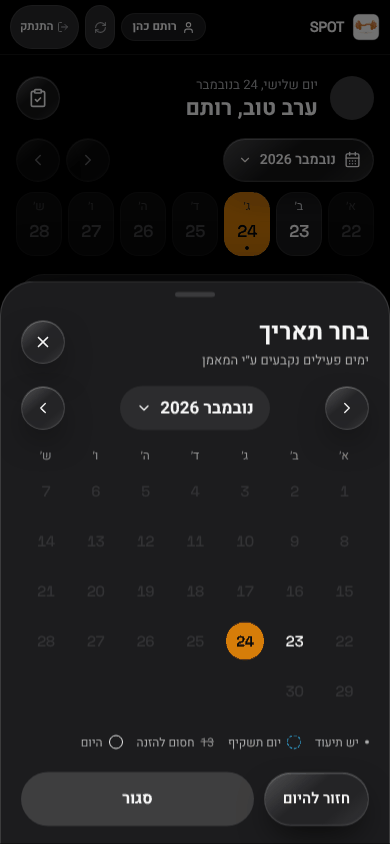 SPOT
רותם כהן
התנתק
יום שלישי, 24 בנובמבר
ערב טוב, רותם
נובמבר 2026
א׳ ב׳ ג׳ ד׳ ה׳ ו׳ ש׳
22 23 24 25 26 27 28
בחר תאריך
ימים פעילים נקבעים ע״י המאמן
נובמבר 2026
א׳ ב׳ ג׳ ד׳ ה׳ ו׳ ש׳
1 2 3 4 5 6 7
8 9 10 11 12 13 14
15 16 17 18 19 20 21
22 23 24 25 26 27 28
29 30
• יש תיעוד יום תשקיף 13 חסום להזנה היום
חזור להיום
סגור